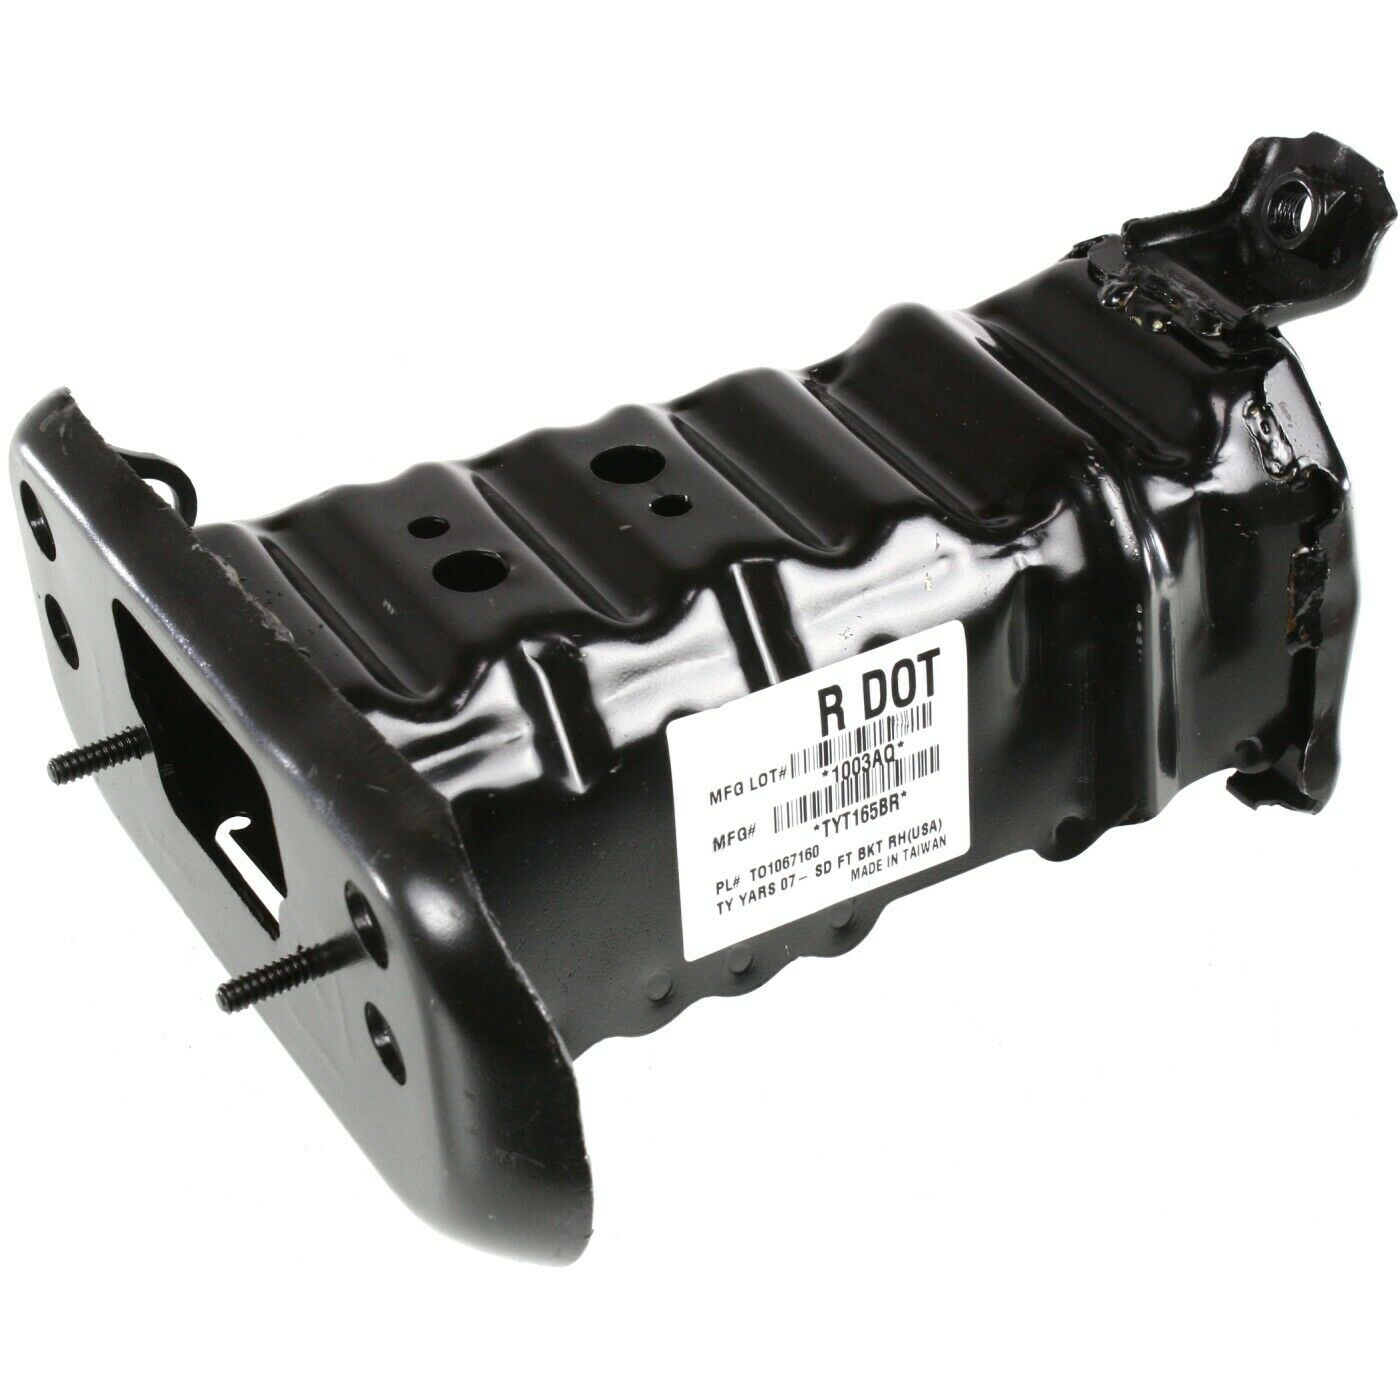 R DOT
MFG LOT#
*1003AQ*
MFG#
*TYT165BR*
PL# TO1067160
TY YARS 07- SD FT BKT RH(USA)
MADE IN TAIWAN